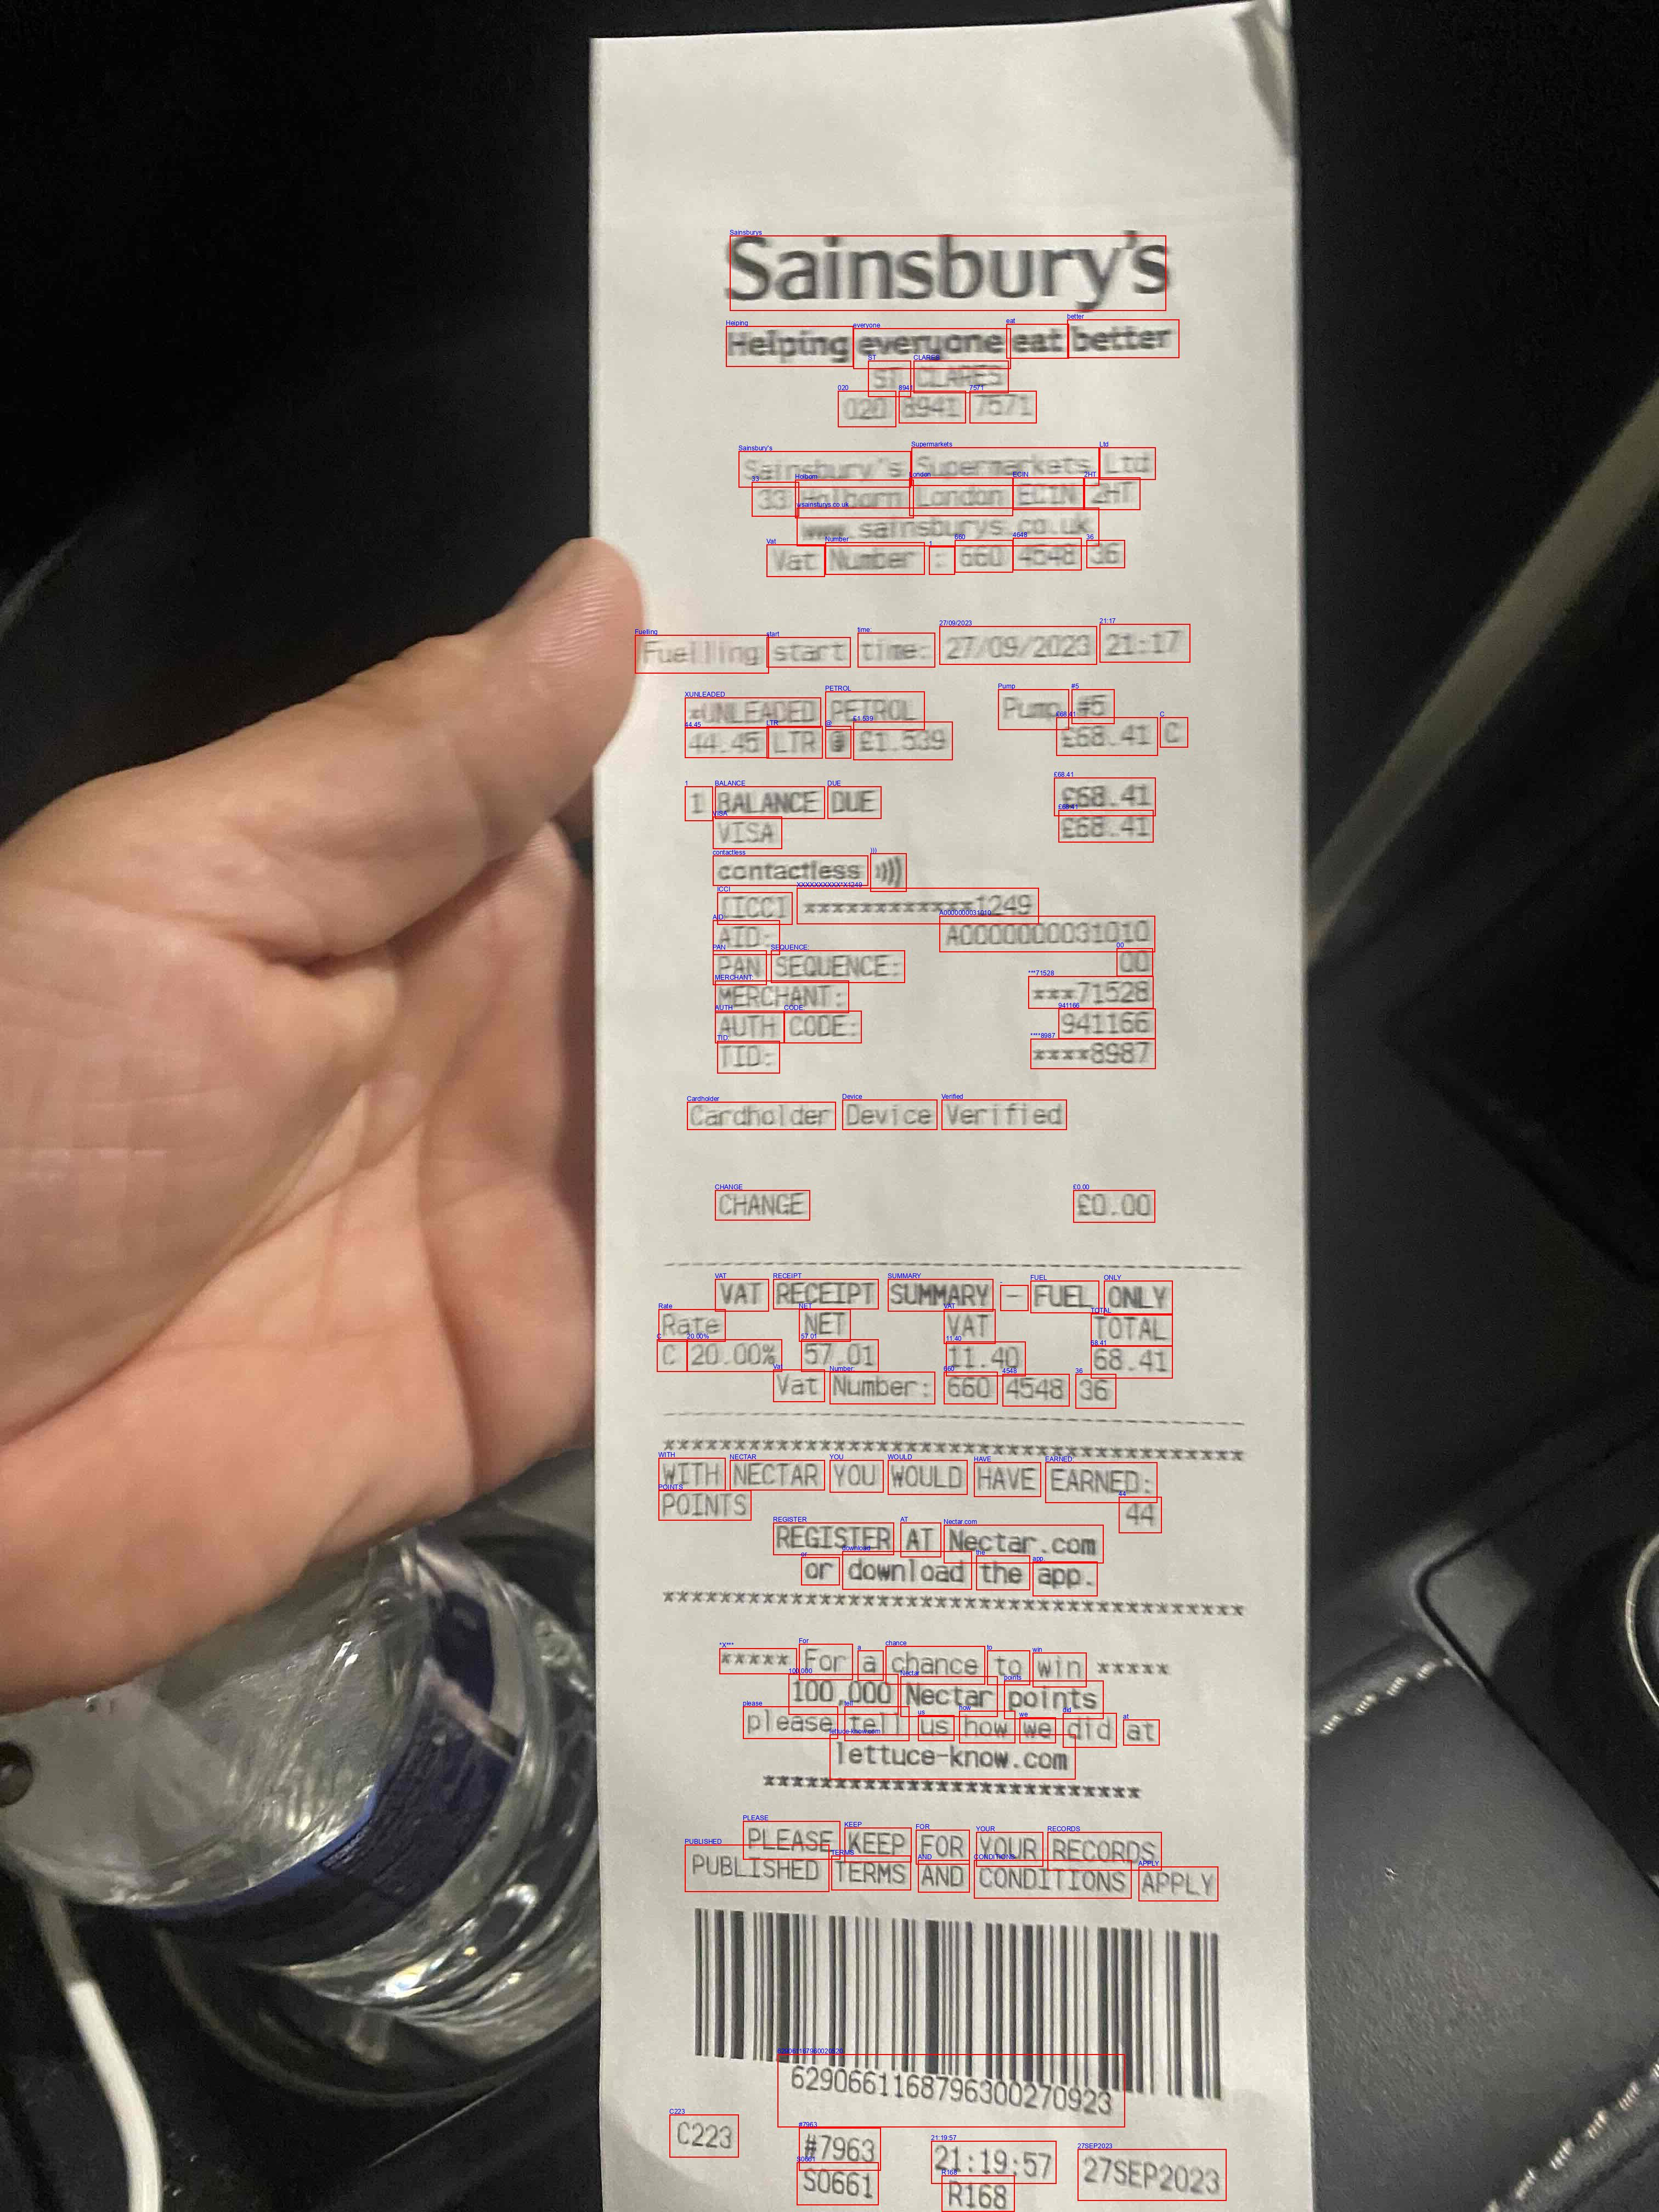 Sainsbury's
Helping everyone eat better
ST CLARES
020 8941 7571
Sainsbury's Supermarkets Ltd
33 Holborn London EC1N 2HT
www.sainsburys.co.uk
Vat Number : 660 4548 36
Fuelling start time: 27/09/2023 21:17
*UNLEADED PETROL Pump #5
44.45 LTR @ £1.539 £68.41 C
1 BALANCE DUE £68.41
VISA £68.41
contactless
[ICC] ************1249
AID: A0000000031010
PAN SEQUENCE: 00
MERCHANT: ***71528
AUTH CODE: 941166
TID: ****8987
Cardholder Device Verified
CHANGE £0.00
VAT RECEIPT SUMMARY - FUEL ONLY
Rate NET VAT TOTAL
C 20.00% 57.01 11.40 68.41
Vat Number: 660 4548 36
WITH NECTAR YOU WOULD HAVE EARNED:
POINTS 44
REGISTER AT Nectar.com
or download the app.
***** For a chance to win *****
100,000 Nectar points
please tell us how we did at
lettuce-know.com
PLEASE KEEP FOR YOUR RECORDS
PUBLISHED TERMS AND CONDITIONS APPLY
6290661168796300270923
C223 #7963 21:19:57 27SEP2023
S0661 R168